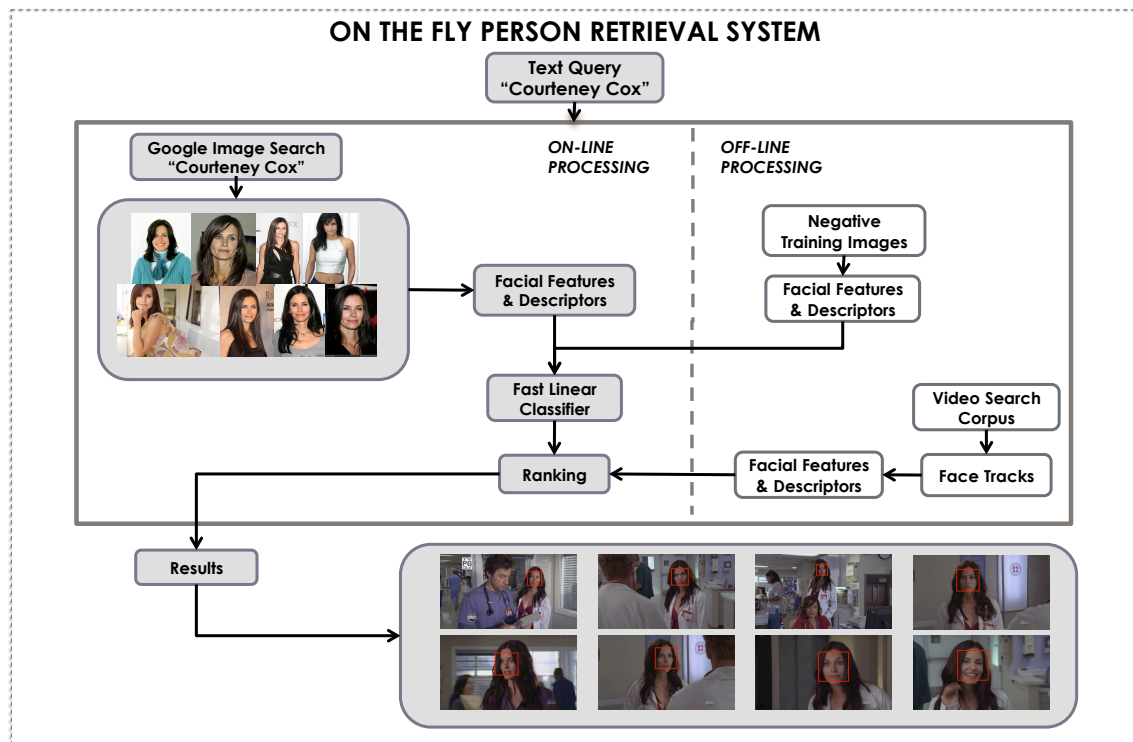 ON THE FLY PERSON RETRIEVAL SYSTEM
Text Query
“Courteney Cox”
Google Image Search
“Courteney Cox”
ON-LINE
PROCESSING
OFF-LINE
PROCESSING
Negative
Training Images
Facial Features
& Descriptors
Facial Features
& Descriptors
Fast Linear
Classifier
Video Search
Corpus
Ranking
Facial Features
& Descriptors
Face Tracks
Results